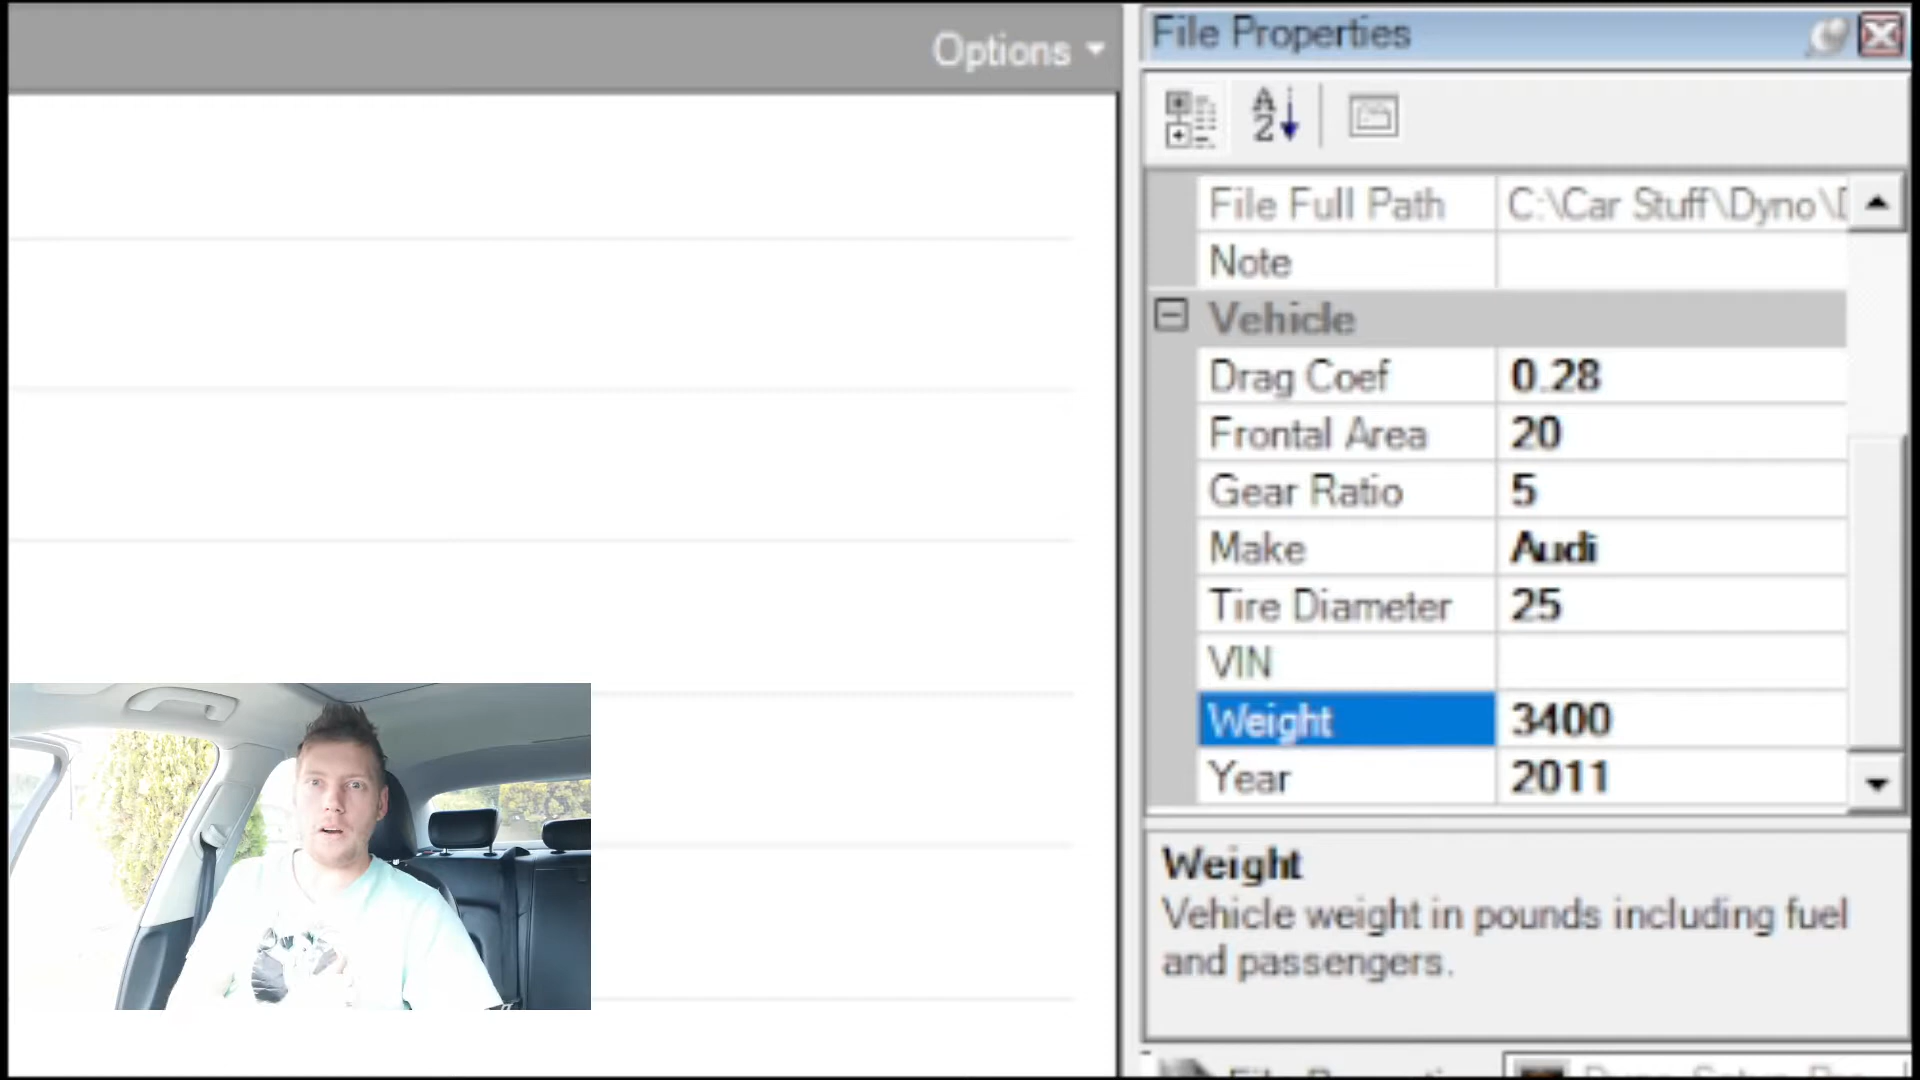 Options
File Properties
File Full Path C:\Car Stuff\Dyno\D
Note
Vehicle
Drag Coef 0.28
Frontal Area 20
Gear Ratio 5
Make Audi
Tire Diameter 25
VIN
Weight 3400
Year 2011
Weight
Vehicle weight in pounds including fuel
and passengers.